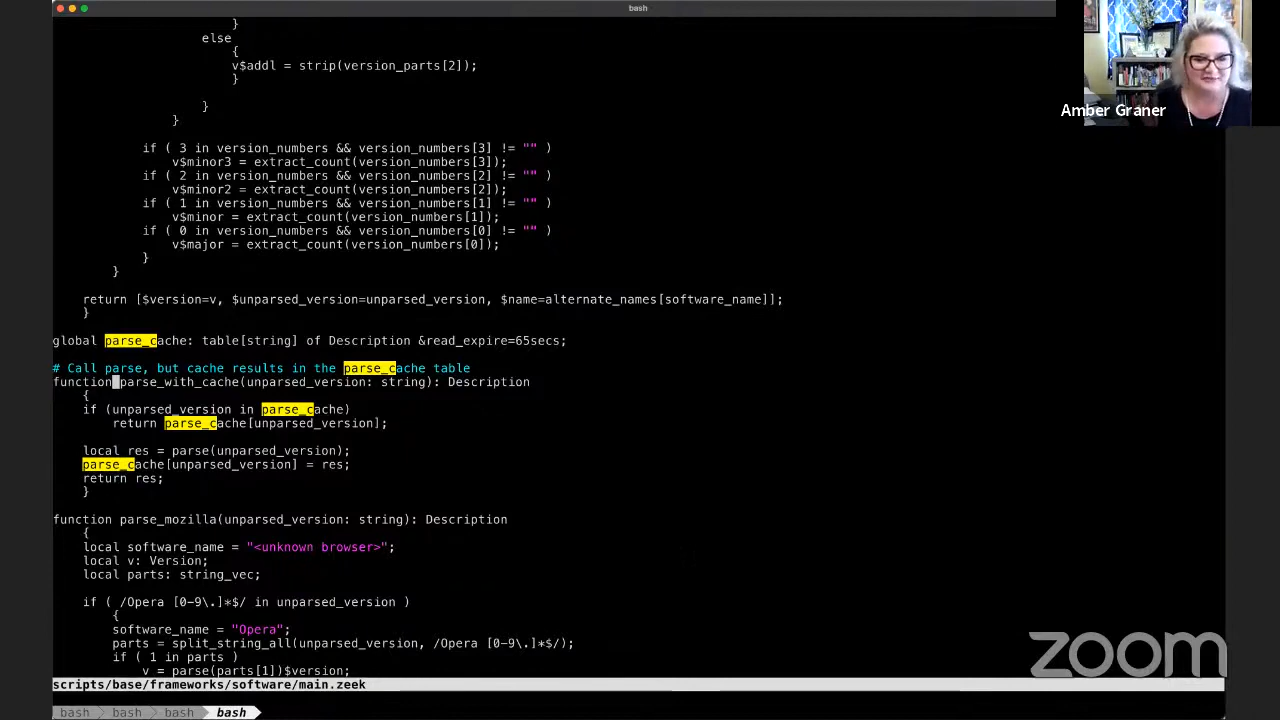 bash
}
else
{
v$addl = strip(version_parts[2]);
}
}
}
if ( 3 in version_numbers && version_numbers[3] != "" )
v$minor3 = extract_count(version_numbers[3]);
if ( 2 in version_numbers && version_numbers[2] != "" )
v$minor2 = extract_count(version_numbers[2]);
if ( 1 in version_numbers && version_numbers[1] != "" )
v$minor = extract_count(version_numbers[1]);
if ( 0 in version_numbers && version_numbers[0] != "" )
v$major = extract_count(version_numbers[0]);
}
}
return [$version=v, $unparsed_version=unparsed_version, $name=alternate_names[software_name]];
}
global parse_cache: table[string] of Description &read_expire=65secs;
# Call parse, but cache results in the parse_cache table
function parse_with_cache(unparsed_version: string): Description
{
if (unparsed_version in parse_cache)
return parse_cache[unparsed_version];
local res = parse(unparsed_version);
parse_cache[unparsed_version] = res;
return res;
}
function parse_mozilla(unparsed_version: string): Description
{
local software_name = "<unknown browser>";
local v: Version;
local parts: string_vec;
if ( /Opera [0-9\.]*$/ in unparsed_version )
{
software_name = "Opera";
parts = split_string_all(unparsed_version, /Opera [0-9\.]*$/);
if ( 1 in parts )
v = parse(parts[1])$version;
scripts/base/frameworks/software/main.zeek
bash bash bash bash
Amber Graner
zoom